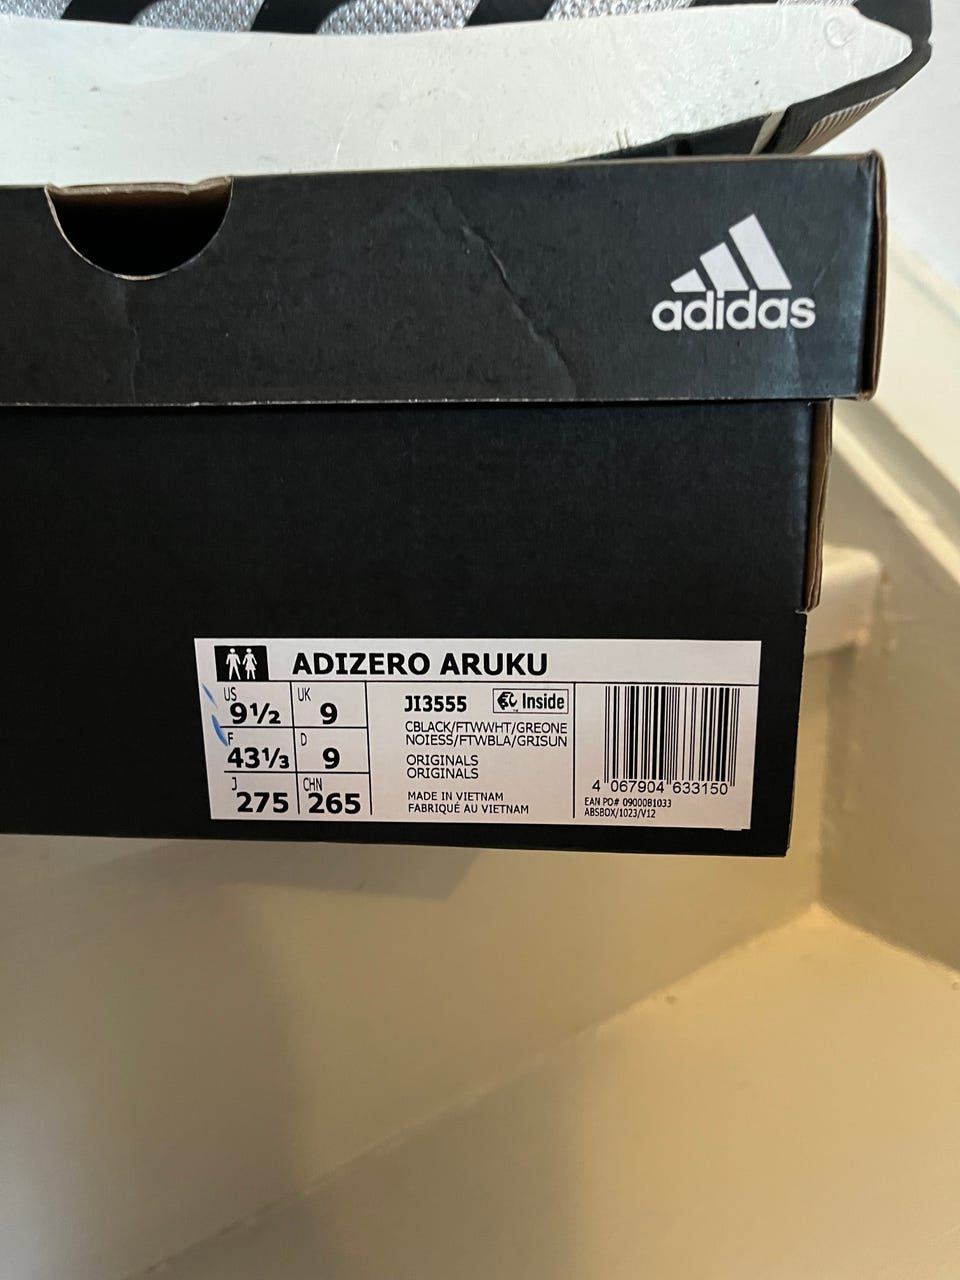 adidas
ADIZERO ARUKU
US 9½ UK 9
F 43⅓ D 9
J 275 CHN 265
JI3555 Inside
CBLACK/FTWWHT/GREONE
NOIESS/FTWBLA/GRISUN
ORIGINALS
ORIGINALS
MADE IN VIETNAM
FABRIQUÉ AU VIETNAM
4 067904 633150
EAN PO# 0900081033
ABSBOX/1023/V12